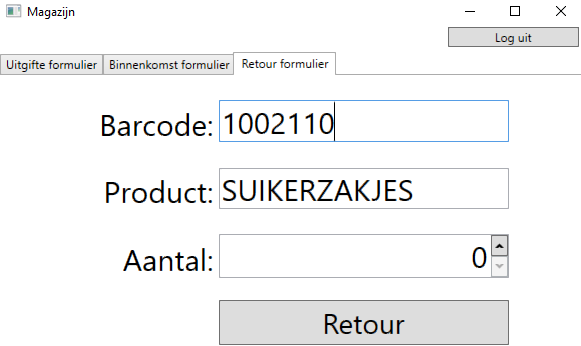 Magazijn
Log uit
Uitgifte formulier Binnenkomst formulier Retour formulier
Barcode: 1002110
Product: SUIKERZAKJES
Aantal: 0
Retour